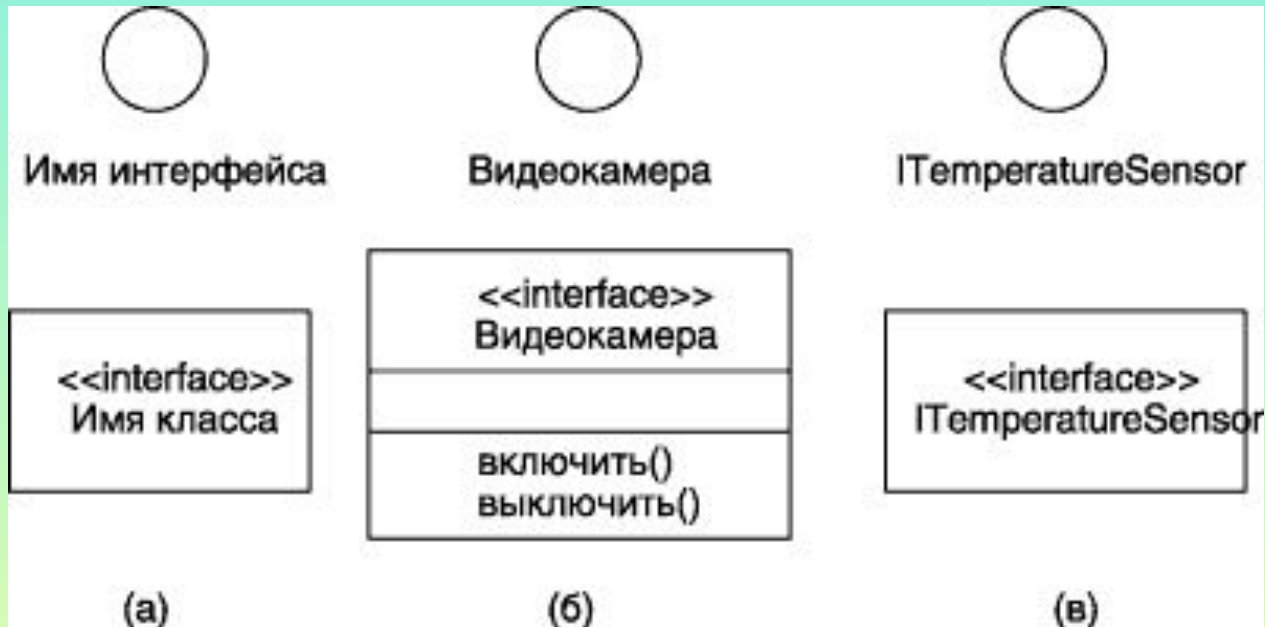 Имя интерфейса
Видеокамера
ITemperatureSensor
<<interface>>
Имя класса
<<interface>>
Видеокамера
включить()
выключить()
<<interface>>
ITemperatureSensor
(а)
(б)
(в)